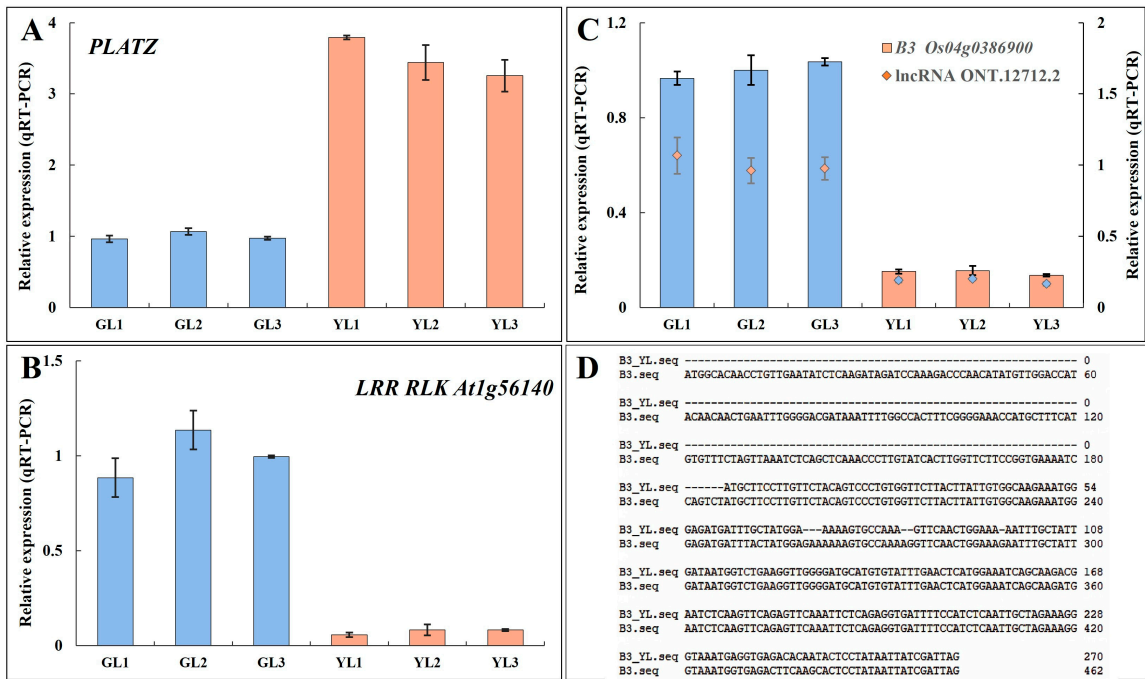 A
PLATZ
Relative expression (qRT-PCR)
4
3
2
1
0
GL1 GL2 GL3 YL1 YL2 YL3
B
LRR RLK At1g56140
Relative expression (qRT-PCR)
1.5
1
0.5
0
GL1 GL2 GL3 YL1 YL2 YL3
C
B3 Os04g0386900
lncRNA ONT.12712.2
Relative expression (qRT-PCR)
1.2
0.8
0.4
0
2
1.5
1
0.5
0
Relative expression (qRT-PCR)
GL1 GL2 GL3 YL1 YL2 YL3
D
B3_YL.seq ------------------------------------------------------------ 0
B3.seq ATGGCACAACCTGTTGAATATCTCAAGATAGATCCAAAGACCCAACATATGTTGGACCAT 60
B3_YL.seq ------------------------------------------------------------ 0
B3.seq ACAACAACTGAATTTGGGGACGATAAATTTTGGCCACTTTCGGGGAAACCATGCTTTCAT 120
B3_YL.seq ------------------------------------------------------------ 0
B3.seq GTGTTTCTAGTTAAATCTCAGCTCAAACCCTTGTATCACTTGGTTCTTCCGGTGAAAATC 180
B3_YL.seq ------ATGCTTCCTTGTTCTACAGTCCCTGTGGTTCTTACTTATTGTGGCAAGAAATGG 54
B3.seq CAGTCTATGCTTCCTTGTTCTACAGTCCCTGTGGTTCTTACTTATTGTGGCAAGAAATGG 240
B3_YL.seq GAGATGATTTGCTATGGA---AAAAGTGCCAAA--GTTCAACTGGAAA-AATTTGCTATT 108
B3.seq GAGATGATTTACTATGGAGAAAAAAGTGCCAAAAGGTTCAACTGGAAAGAATTTGCTATT 300
B3_YL.seq GATAATGGTCTGAAGGTTGGGGATGCATGTGTATTTGAACTCATGGAAATCAGCAAGACG 168
B3.seq GATAATGGTCTGAAGGTTGGGGATGCATGTGTATTTGAACTCATGGAAATCAGCAAGATG 360
B3_YL.seq AATCTCAAGTTCAGAGTTCAAATTCTCAGAGGTGATTTTCCATCTCAATTGCTAGAAAGG 228
B3.seq AATCTCAAGTTCAGAGTTCAAATTCTCAGAGGTGATTTTCCATCTCAATTGCTAGAAAGG 420
B3_YL.seq GTAAATGAGGTGAGACACAATACTCCTATAATTATCGATTAG 270
B3.seq GTAAATGGTGAGACTTCAAGCACTCCTATAATTATCGATTAG 462